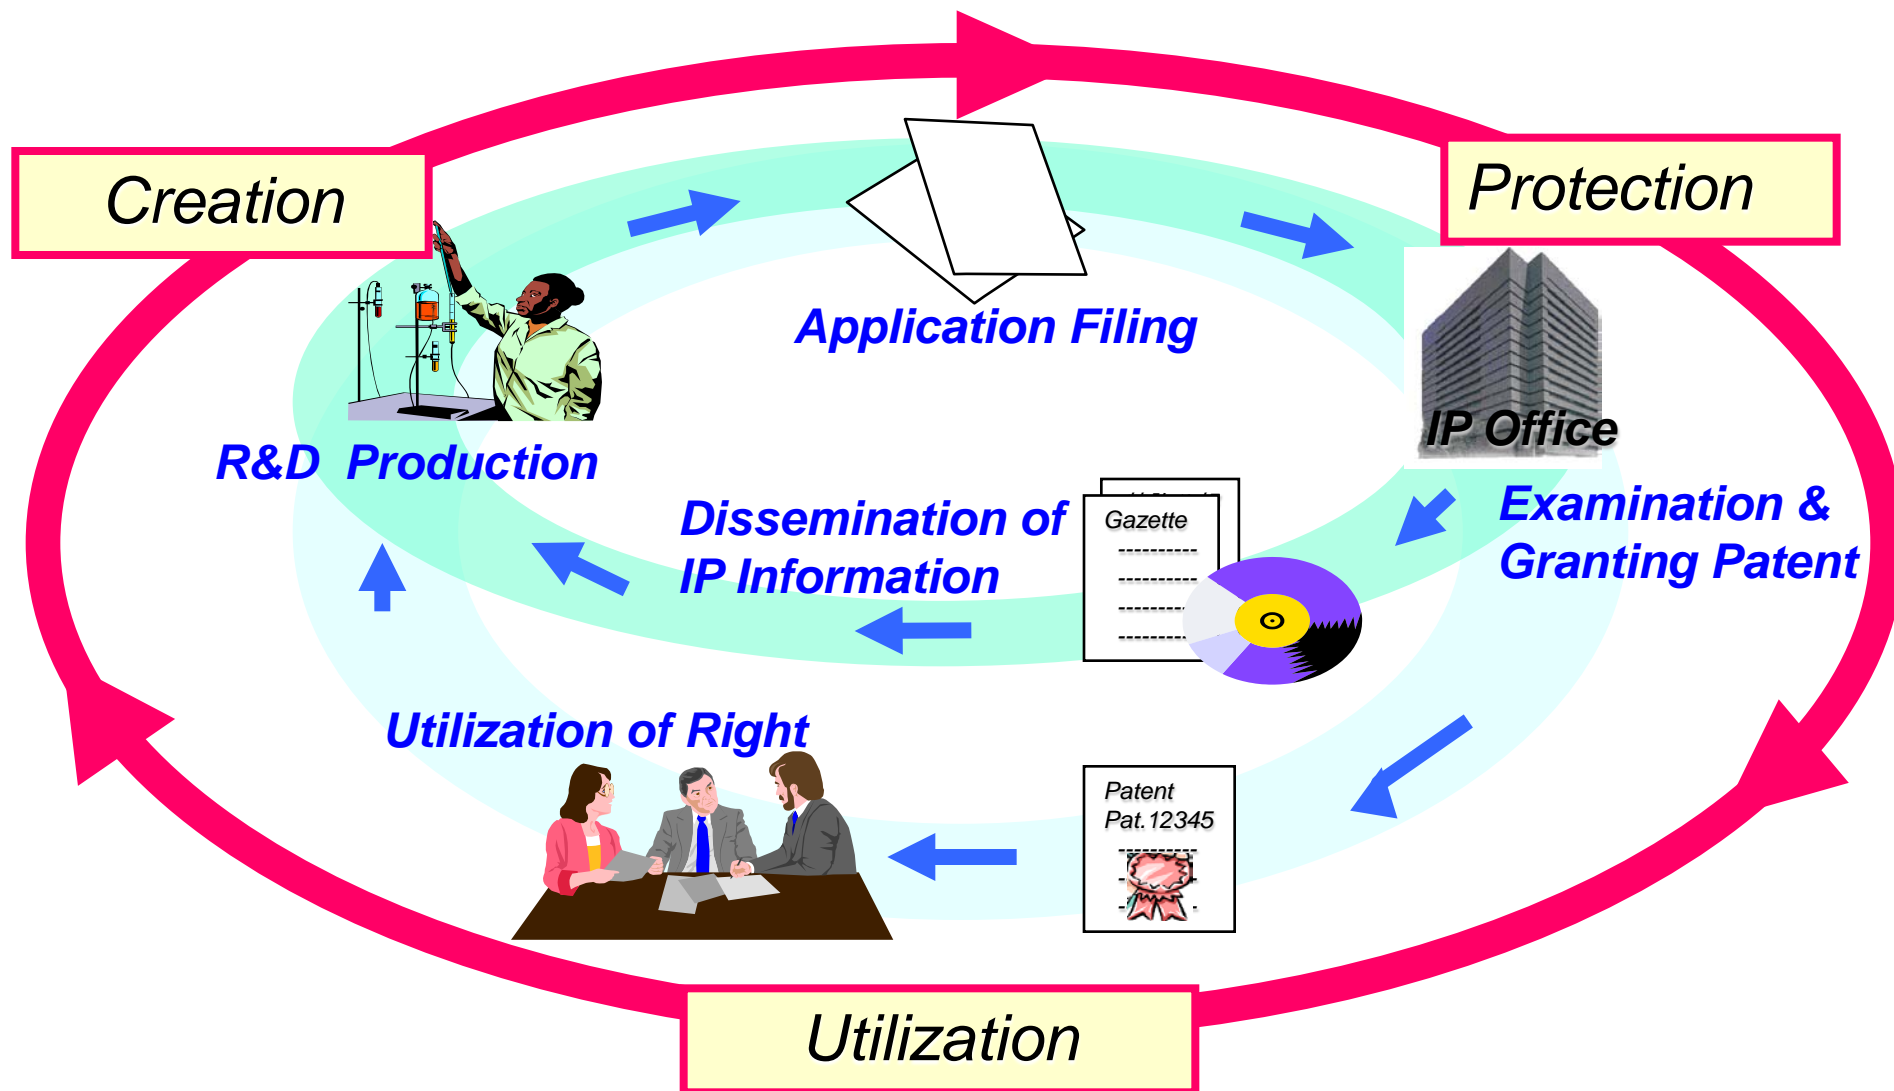 Creation
Protection
Application Filing
IP Office
R&D  Production
Dissemination of
IP Information
Gazette
Examination &
Granting Patent
Utilization of Right
Patent
Pat.12345
Utilization